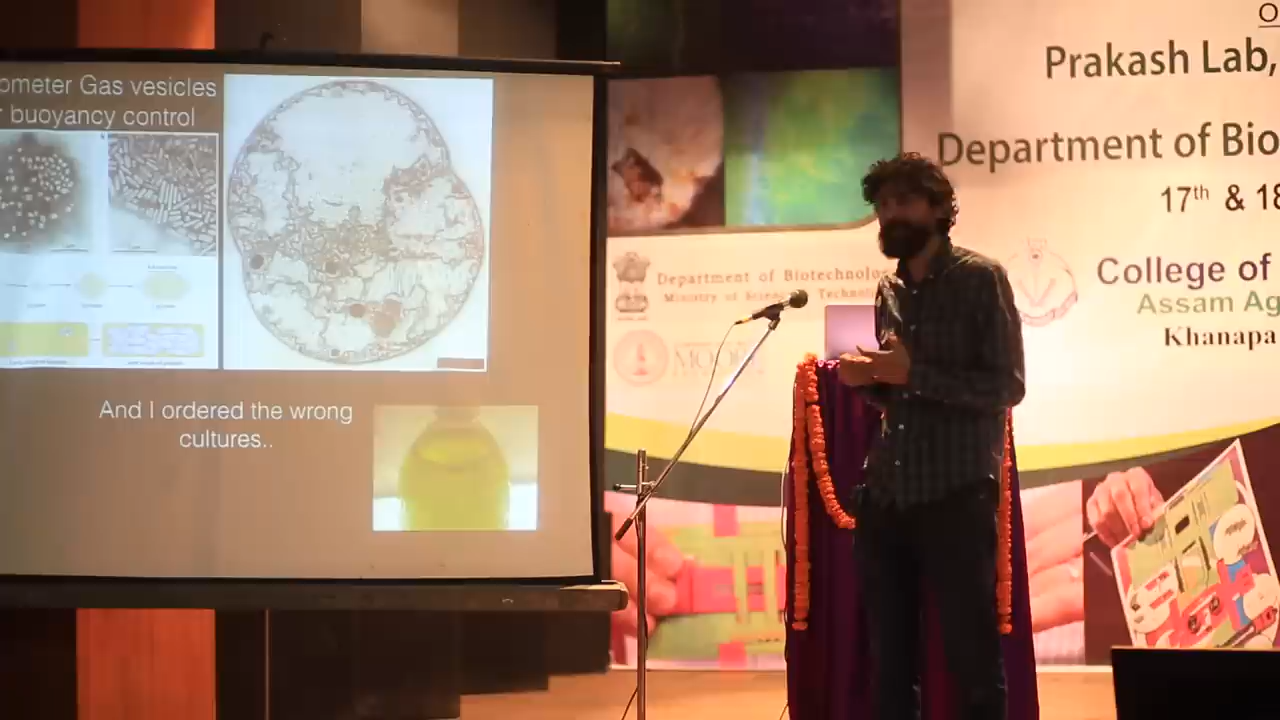 ometer Gas vesicles
r buoyancy control
And I ordered the wrong
cultures..
O
Prakash Lab,
Department of Bio
17th & 18
Department of Biotechnolo
Ministry of Science Technolo
College of
Assam Ag
Khanapa